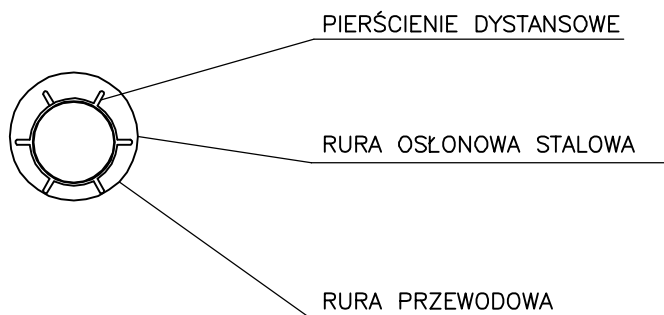 PIERŚCIENIE DYSTANSOWE
RURA OSŁONOWA STALOWA
RURA PRZEWODOWA